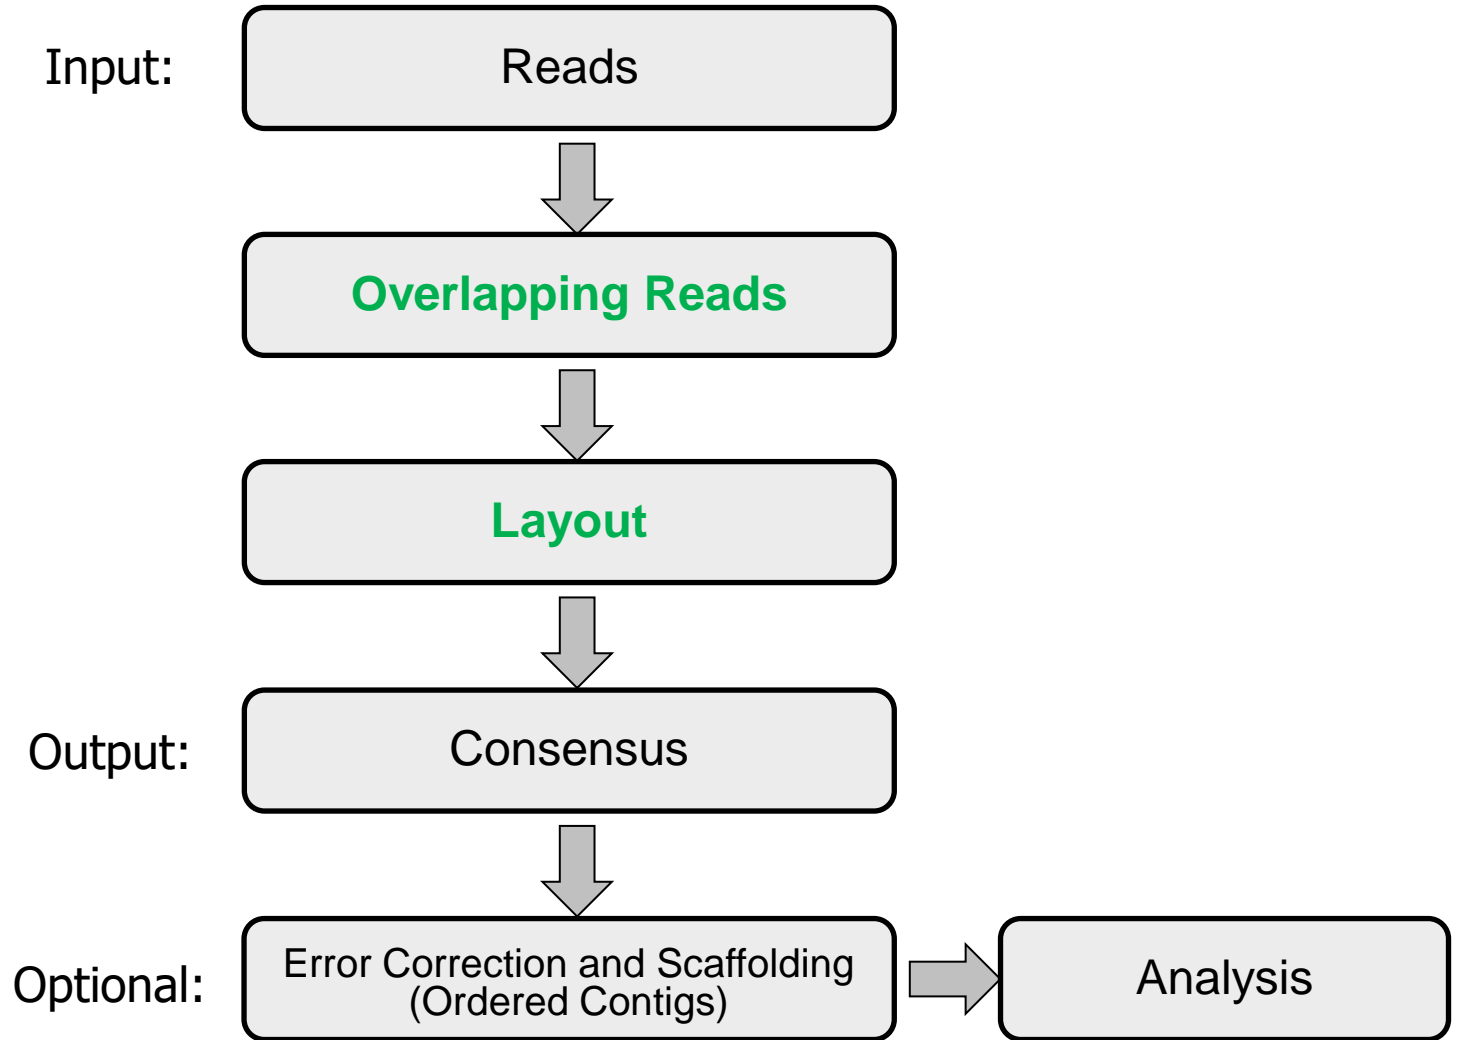 Input:
Reads
Overlapping Reads
Layout
Output:
Consensus
Optional:
Error Correction and Scaffolding
(Ordered Contigs)
Analysis